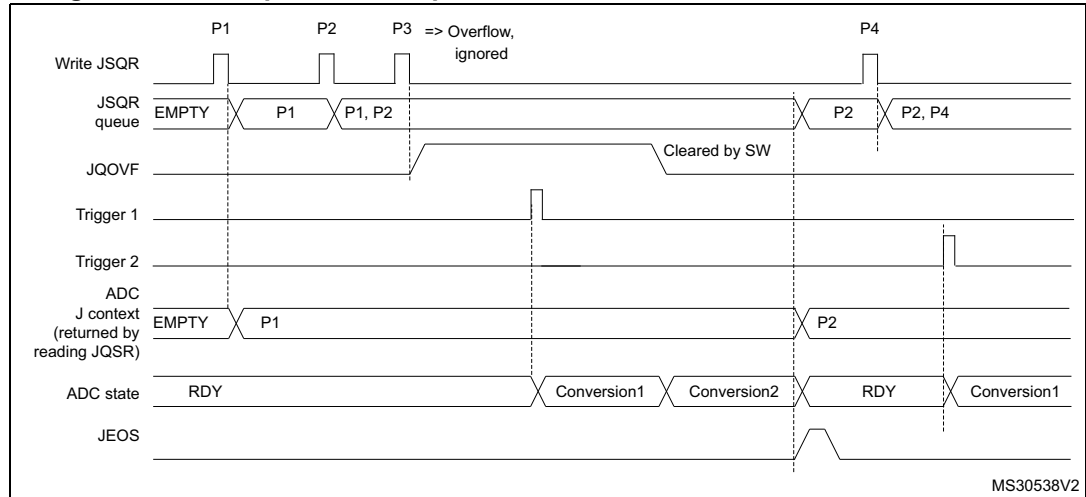 P1 P2 P3 => Overflow, P4
ignored
Write JSQR
JSQR
queue
EMPTY P1 P1, P2 P2 P2, P4
JQOVF
Cleared by SW
Trigger 1
Trigger 2
ADC
J context
(returned by
reading JQSR)
EMPTY P1 P2
ADC state RDY Conversion1 Conversion2 RDY Conversion1
JEOS
MS30538V2